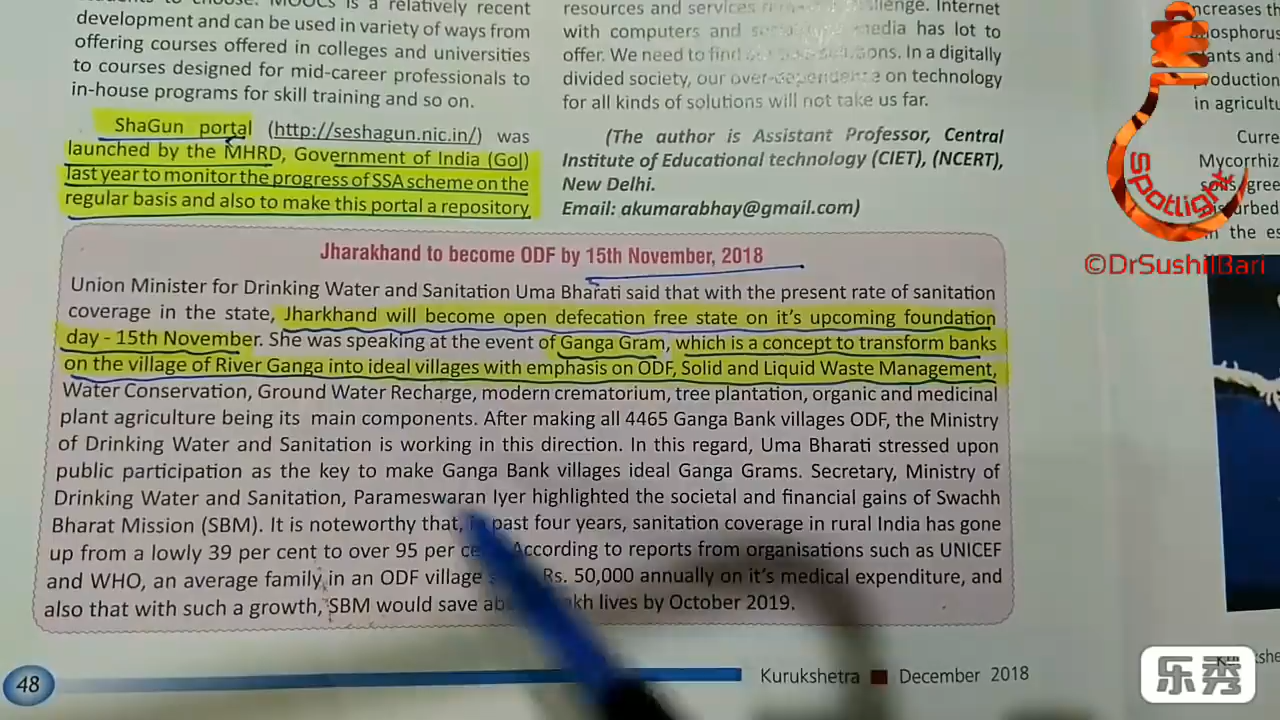 development and can be used in variety of ways from
offering courses offered in colleges and universities
to courses designed for mid-career professionals to
in-house programs for skill training and so on.
ShaGun portal (http://seshagun.nic.in/) was
launched by the MHRD, Government of India (GoI)
last year to monitor the progress of SSA scheme on the
regular basis and also to make this portal a repository
resources and services challenge. Internet
with computers and media has lot to
offer. We need to find solutions. In a digitally
divided society, our over-dependence on technology
for all kinds of solutions will not take us far.
(The author is Assistant Professor, Central
Institute of Educational technology (CIET), (NCERT),
New Delhi.
Email: akumarabhay@gmail.com)
Jharakhand to become ODF by 15th November, 2018
Union Minister for Drinking Water and Sanitation Uma Bharati said that with the present rate of sanitation
coverage in the state, Jharkhand will become open defecation free state on it's upcoming foundation
day - 15th November. She was speaking at the event of Ganga Gram, which is a concept to transform banks
on the village of River Ganga into ideal villages with emphasis on ODF, Solid and Liquid Waste Management,
Water Conservation, Ground Water Recharge, modern crematorium, tree plantation, organic and medicinal
plant agriculture being its main components. After making all 4465 Ganga Bank villages ODF, the Ministry
of Drinking Water and Sanitation is working in this direction. In this regard, Uma Bharati stressed upon
public participation as the key to make Ganga Bank villages ideal Ganga Grams. Secretary, Ministry of
Drinking Water and Sanitation, Parameswaran Iyer highlighted the societal and financial gains of Swachh
Bharat Mission (SBM). It is noteworthy that, past four years, sanitation coverage in rural India has gone
up from a lowly 39 per cent to over 95 per According to reports from organisations such as UNICEF
and WHO, an average family in an ODF village Rs. 50,000 annually on it's medical expenditure, and
also that with such a growth, SBM would save lives by October 2019.
48
Kurukshetra December 2018
in agricultu
Curre
Mycorrhiz
in the es
Spotlight
©DrSushilBari
乐秀